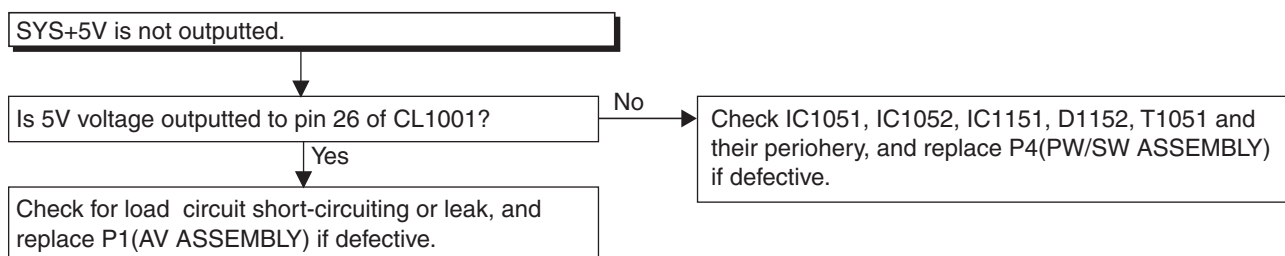 SYS+5V is not outputted.
Is 5V voltage outputted to pin 26 of CL1001?
No
Check IC1051, IC1052, IC1151, D1152, T1051 and
their periohery, and replace P4(PW/SW ASSEMBLY)
if defective.
Yes
Check for load circuit short-circuiting or leak, and
replace P1(AV ASSEMBLY) if defective.